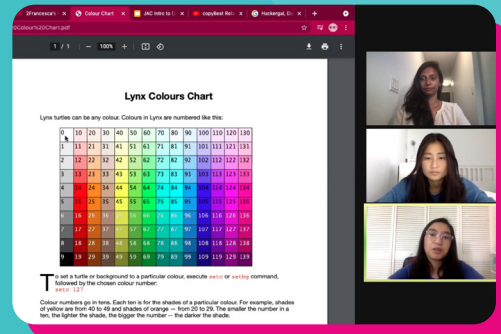 2Francesca's
Colour Chart
JAC Intro to C
copyBest Rela
Hackergal, Du
Colour%20Chart.pdf
1 / 1
100%
Lynx Colours Chart
Lynx turtles can be any colour. Colours in Lynx are numbered like this:
0 10 20 30 40 50 60 70 80 90 100 110 120 130
1 11 21 31 41 51 61 71 81 91 101 111 121 131
2 12 22 32 42 52 62 72 82 92 102 112 122 132
3 13 23 33 43 53 63 73 83 93 103 113 123 133
4 14 24 34 44 54 64 74 84 94 104 114 124 134
5 15 25 35 45 55 65 75 85 95 105 115 125 135
6 16 26 36 66 76 86 96 106 116 126 136
7 17 27 37 77 87 97 107 117 127 137
8 18 28 38 48 58 68 78 88 98 108 118 128 138
9 19 29 39 49 59 69 79 89 99 109 119 129 139
To set a turtle or background to a particular colour, execute setc or setbg command,
followed by the chosen colour number:
setc 127
Colour numbers go in tens. Each ten is for the shades of a particular colour. For example, shades
of yellow are from 40 to 49 and shades of orange — from 20 to 29. The smaller the number in a
ten, the lighter the shade, the bigger the number — the darker the shade.